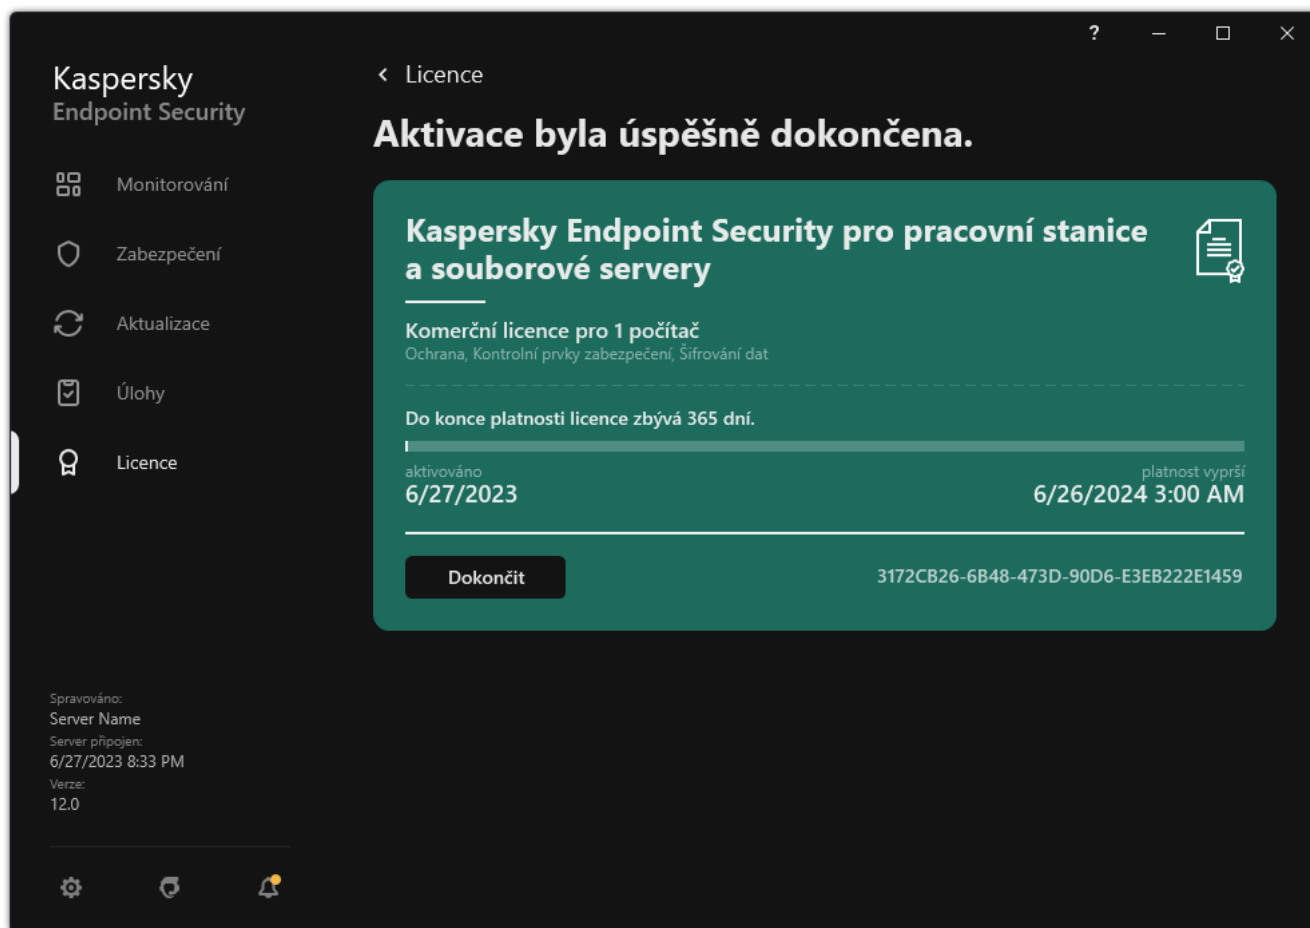 ?
Kaspersky
Endpoint Security
Monitorování
Zabezpečení
Aktualizace
Úlohy
Licence
Spravováno:
Server Name
Server připojen:
6/27/2023 8:33 PM
Verze:
12.0
Licence
Aktivace byla úspěšně dokončena.
Kaspersky Endpoint Security pro pracovní stanice
a souborové servery
Komerční licence pro 1 počítač
Ochrana, Kontrolní prvky zabezpečení, Šifrování dat
Do konce platnosti licence zbývá 365 dní.
aktivováno platnost vyprší
6/27/2023 6/26/2024 3:00 AM
Dokončit 3172CB26-6B48-473D-90D6-E3EB222E1459